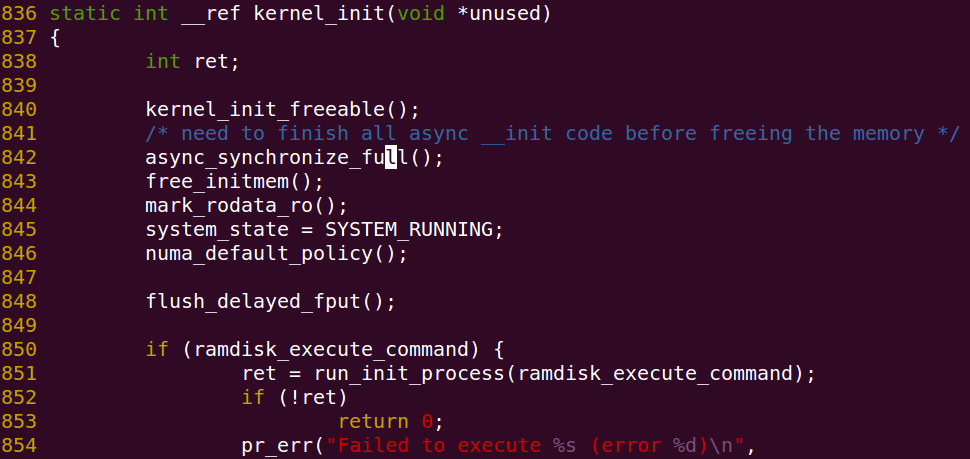 836 static int __ref kernel_init(void *unused)
837 {
838         int ret;
839
840         kernel_init_freeable();
841         /* need to finish all async __init code before freeing the memory */
842         async_synchronize_full();
843         free_initmem();
844         mark_rodata_ro();
845         system_state = SYSTEM_RUNNING;
846         numa_default_policy();
847
848         flush_delayed_fput();
849
850         if (ramdisk_execute_command) {
851                 ret = run_init_process(ramdisk_execute_command);
852                 if (!ret)
853                         return 0;
854                 pr_err("Failed to execute %s (error %d)\n",